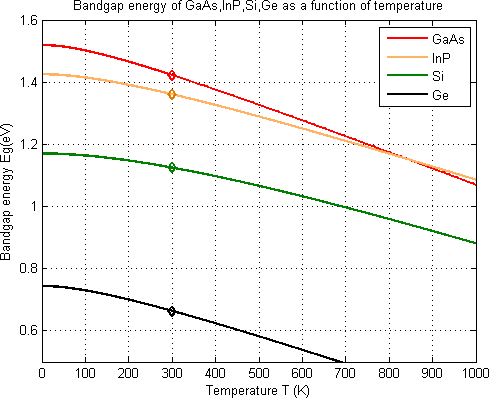 Bandgap energy of GaAs,InP,Si,Ge as a function of temperature
1.6
1.4
1.2
1
0.8
0.6
Bandgap energy Eg(eV)
GaAs
InP
Si
Ge
0 100 200 300 400 500 600 700 800 900 1000
Temperature T (K)